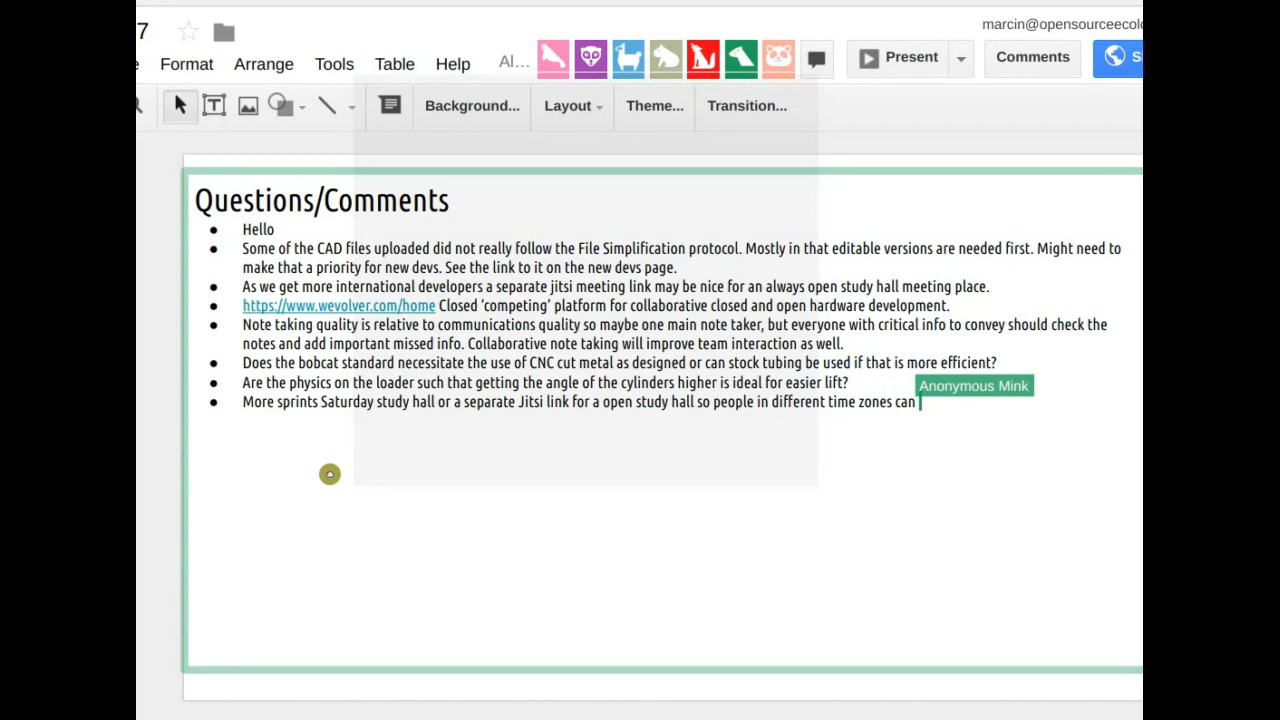 7
marcin@opensourceecolo
Format Arrange Tools Table Help Al... Present Comments S
Background... Layout Theme... Transition...
Questions/Comments
● Hello
● Some of the CAD files uploaded did not really follow the File Simplification protocol. Mostly in that editable versions are needed first. Might need to
make that a priority for new devs. See the link to it on the new devs page.
● As we get more international developers a separate jitsi meeting link may be nice for an always open study hall meeting place.
● https://www.wevolver.com/home Closed ‘competing’ platform for collaborative closed and open hardware development.
● Note taking quality is relative to communications quality so maybe one main note taker, but everyone with critical info to convey should check the
notes and add important missed info. Collaborative note taking will improve team interaction as well.
● Does the bobcat standard necessitate the use of CNC cut metal as designed or can stock tubing be used if that is more efficient?
● Are the physics on the loader such that getting the angle of the cylinders higher is ideal for easier lift?
Anonymous Mink
● More sprints Saturday study hall or a separate Jitsi link for a open study hall so people in different time zones can